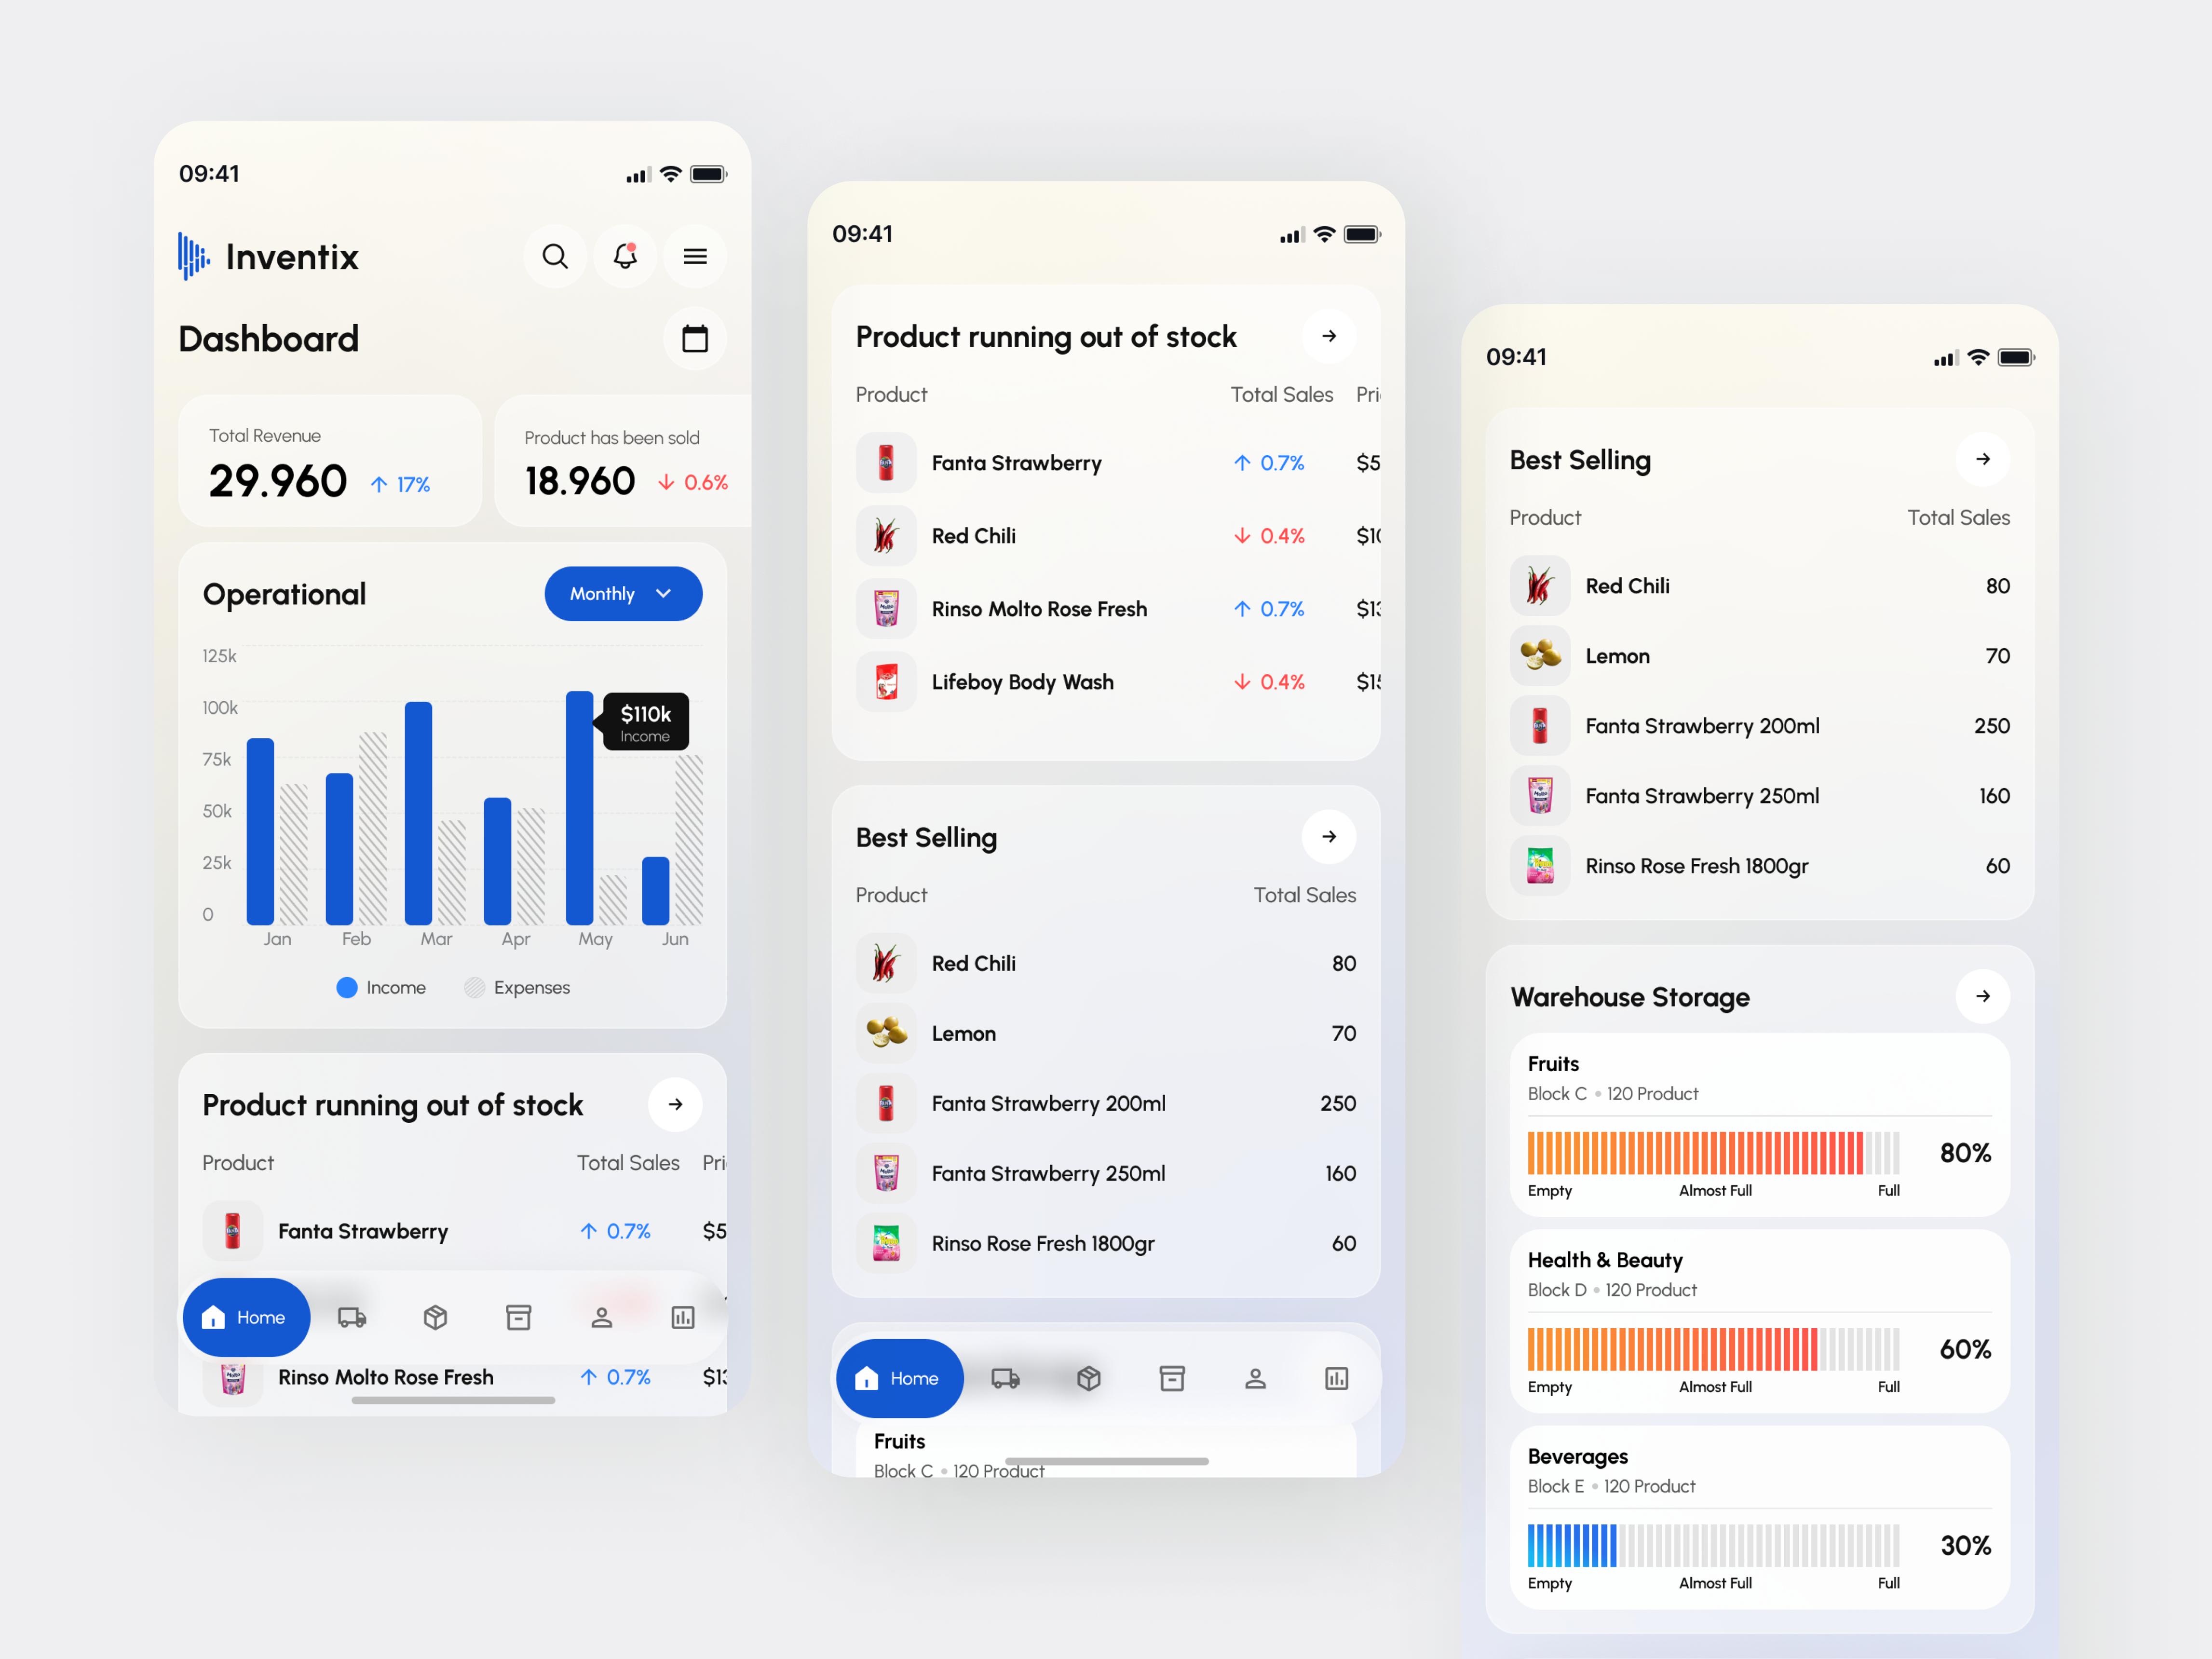 09:41
Inventix
Dashboard
Total Revenue
29.960 ↑ 17%
Product has been sold
18.960 ↓ 0.6%
Operational
Monthly
125k
100k
75k
50k
25k
0
$110k
Income
Jan Feb Mar Apr May Jun
Income Expenses
Product running out of stock
Product Total Sales Pri
Fanta Strawberry ↑ 0.7% $5
Home
Rinso Molto Rose Fresh ↑ 0.7% $13
09:41
Product running out of stock
Product Total Sales Pri
Fanta Strawberry ↑ 0.7% $5
Red Chili ↓ 0.4% $10
Rinso Molto Rose Fresh ↑ 0.7% $13
Lifeboy Body Wash ↓ 0.4% $15
Best Selling
Product Total Sales
Red Chili 80
Lemon 70
Fanta Strawberry 200ml 250
Fanta Strawberry 250ml 160
Rinso Rose Fresh 1800gr 60
Home
Fruits
Block C • 120 Product
09:41
Best Selling
Product Total Sales
Red Chili 80
Lemon 70
Fanta Strawberry 200ml 250
Fanta Strawberry 250ml 160
Rinso Rose Fresh 1800gr 60
Warehouse Storage
Fruits
Block C • 120 Product
80%
Empty Almost Full Full
Health & Beauty
Block D • 120 Product
60%
Empty Almost Full Full
Beverages
Block E • 120 Product
30%
Empty Almost Full Full